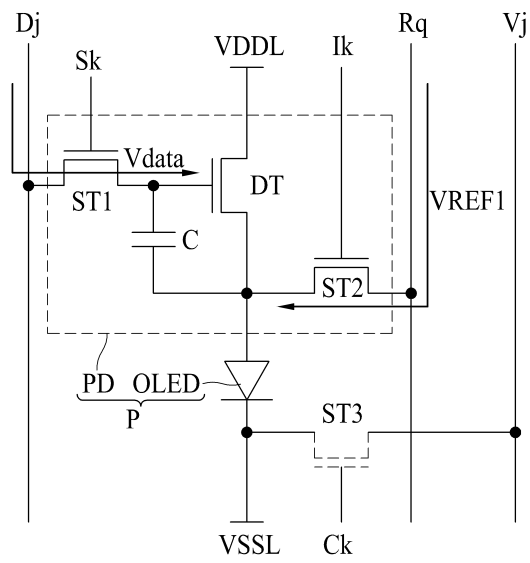 Dj
Rq
Vj
Sk
VDDL
Ik
Vdata
ST1
DT
VREF1
C
ST2
PD OLED
P
ST3
VSSL
Ck